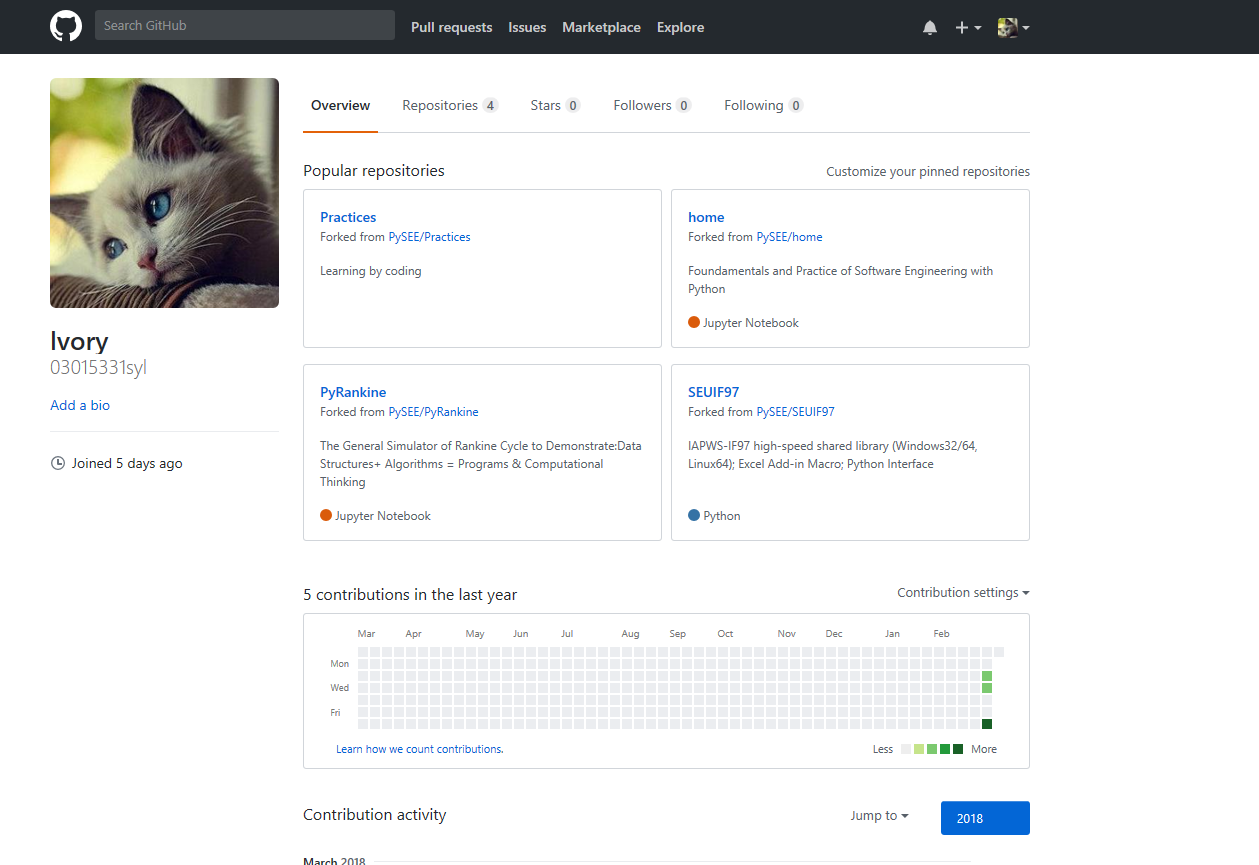 Search GitHub Pull requests Issues Marketplace Explore
Overview Repositories 4 Stars 0 Followers 0 Following 0
Ivory
03015331syl
Add a bio
Joined 5 days ago
Popular repositories Customize your pinned repositories
Practices
Forked from PySEE/Practices
Learning by coding
home
Forked from PySEE/home
Foundamentals and Practice of Software Engineering with
Python
Jupyter Notebook
PyRankine
Forked from PySEE/PyRankine
The General Simulator of Rankine Cycle to Demonstrate:Data
Structures+ Algorithms = Programs & Computational
Thinking
Jupyter Notebook
SEUIF97
Forked from PySEE/SEUIF97
IAPWS-IF97 high-speed shared library (Windows32/64,
Linux64); Excel Add-in Macro; Python Interface
Python
5 contributions in the last year Contribution settings
Mar Apr May Jun Jul Aug Sep Oct Nov Dec Jan Feb
Mon
Wed
Fri
Learn how we count contributions. Less More
Contribution activity Jump to 2018
March 2018